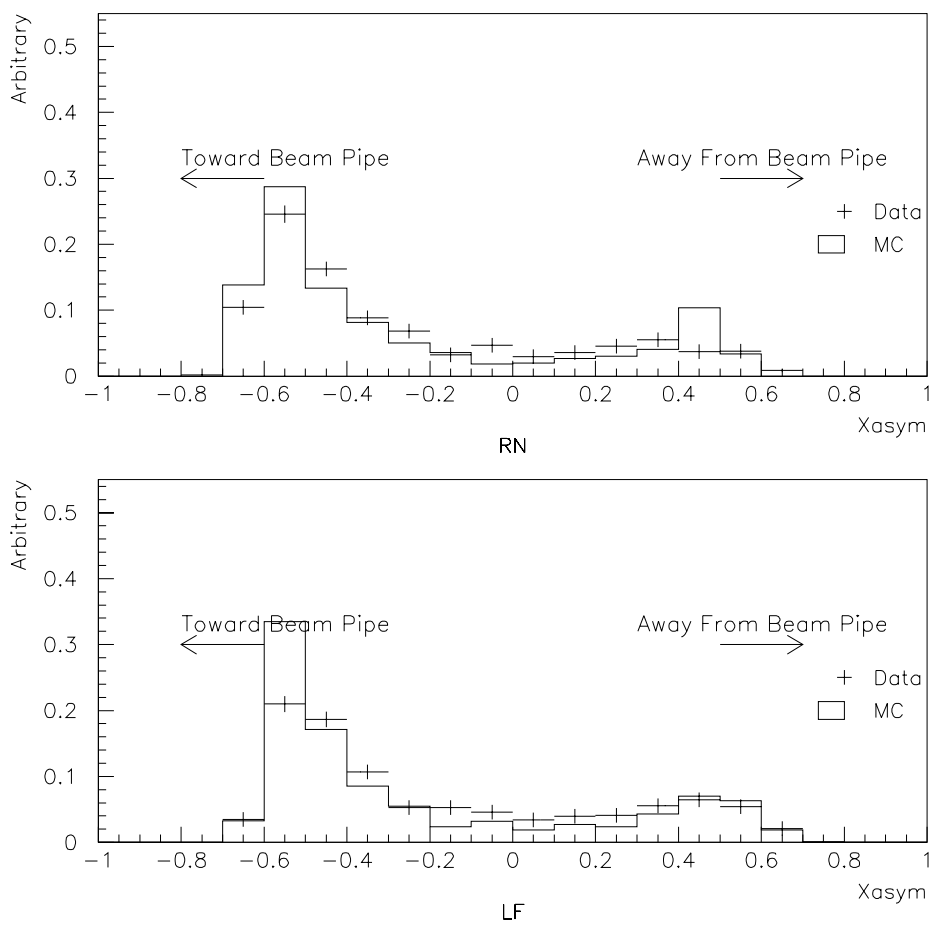 Arbitrary
0.5
0.4
Toward Beam Pipe Away From Beam Pipe
0.3
Data
0.2
MC
0.1
0
−1 −0.8 −0.6 −0.4 −0.2 0 0.2 0.4 0.6 0.8 1
Xasym
RN
Arbitrary
0.5
0.4
Toward Beam Pipe Away From Beam Pipe
0.3
Data
0.2
MC
0.1
0
−1 −0.8 −0.6 −0.4 −0.2 0 0.2 0.4 0.6 0.8 1
Xasym
LF